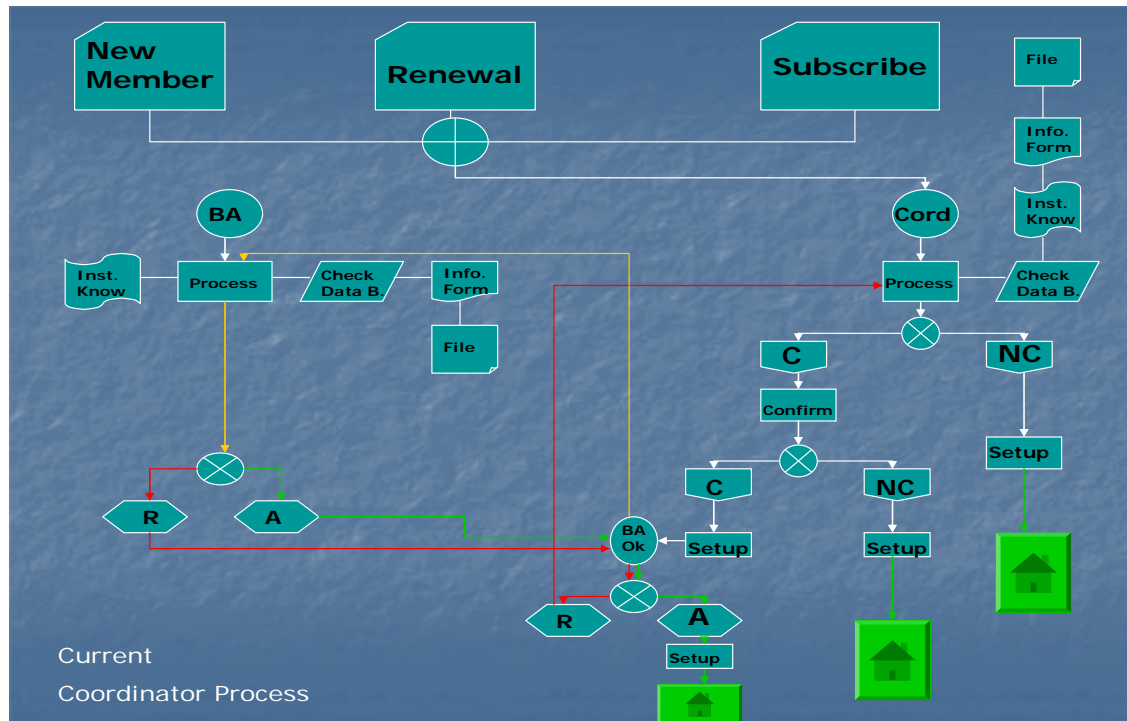 New
Member
Renewal
Subscribe
File
Info.
Form
Inst.
Know
BA
Cord
Inst.
Know
Process
Check
Data B.
Info.
Form
Process
Check
Data B.
File
C
NC
Confirm
Setup
C
NC
R
A
BA
Ok
Setup
Setup
R
A
Setup
Current
Coordinator Process